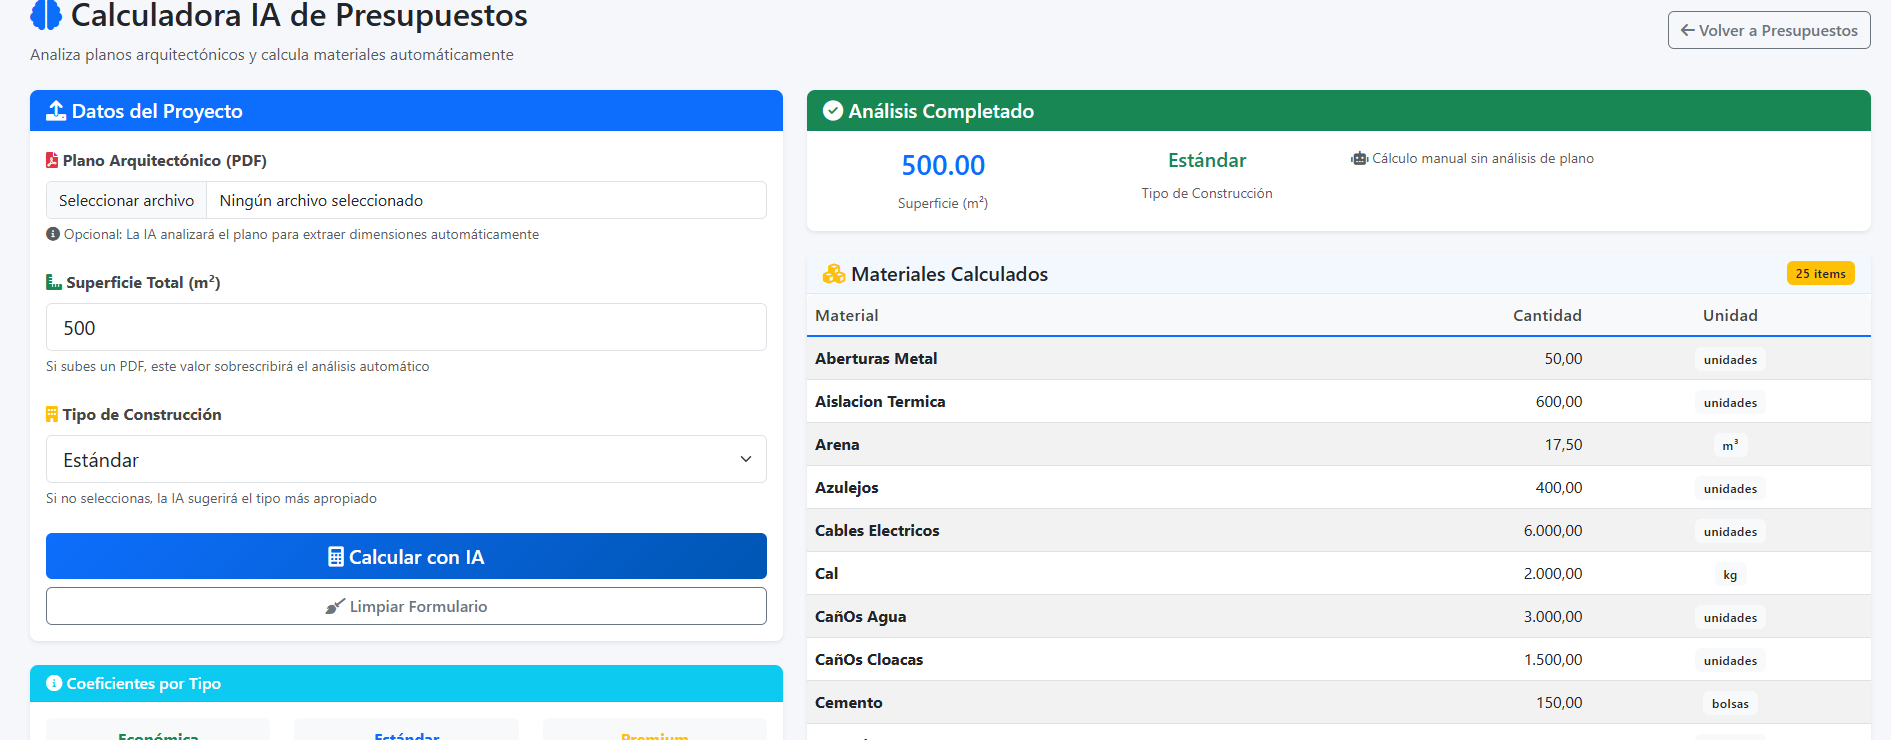 Calculadora IA de Presupuestos
Analiza planos arquitectónicos y calcula materiales automáticamente
Volver a Presupuestos
Datos del Proyecto
Plano Arquitectónico (PDF)
Seleccionar archivo Ningún archivo seleccionado
Opcional: La IA analizará el plano para extraer dimensiones automáticamente
Superficie Total (m²)
500
Si subes un PDF, este valor sobrescribirá el análisis automático
Tipo de Construcción
Estándar
Si no seleccionas, la IA sugerirá el tipo más apropiado
Calcular con IA
Limpiar Formulario
Coeficientes por Tipo
Económica Estándar Premium
Análisis Completado
500.00
Superficie (m²)
Estándar
Tipo de Construcción
Cálculo manual sin análisis de plano
Materiales Calculados 25 items
Material Cantidad Unidad
Aberturas Metal 50,00 unidades
Aislacion Termica 600,00 unidades
Arena 17,50 m³
Azulejos 400,00 unidades
Cables Electricos 6.000,00 unidades
Cal 2.000,00 kg
CañOs Agua 3.000,00 unidades
CañOs Cloacas 1.500,00 unidades
Cemento 150,00 bolsas